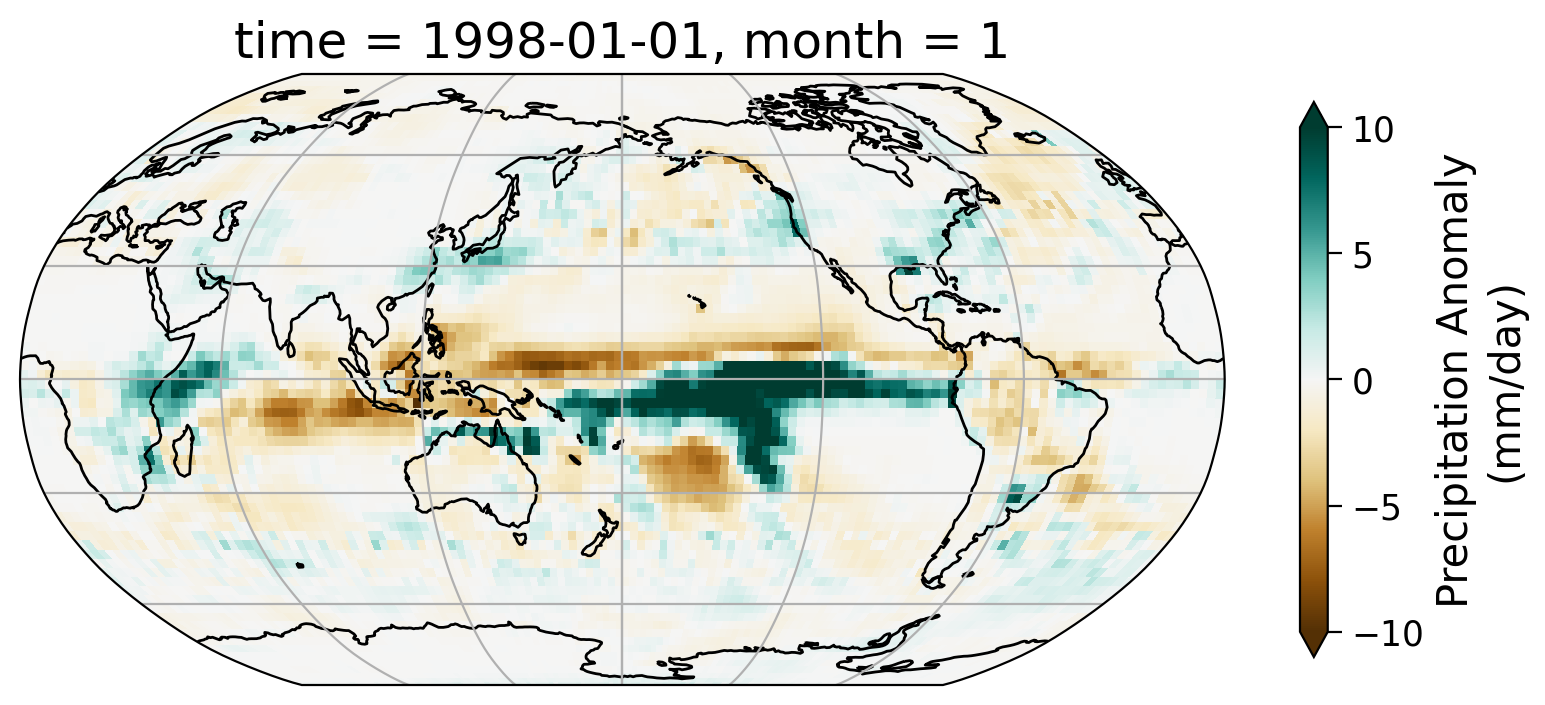 time = 1998-01-01, month = 1
10
5
0
−5
−10
Precipitation Anomaly
(mm/day)